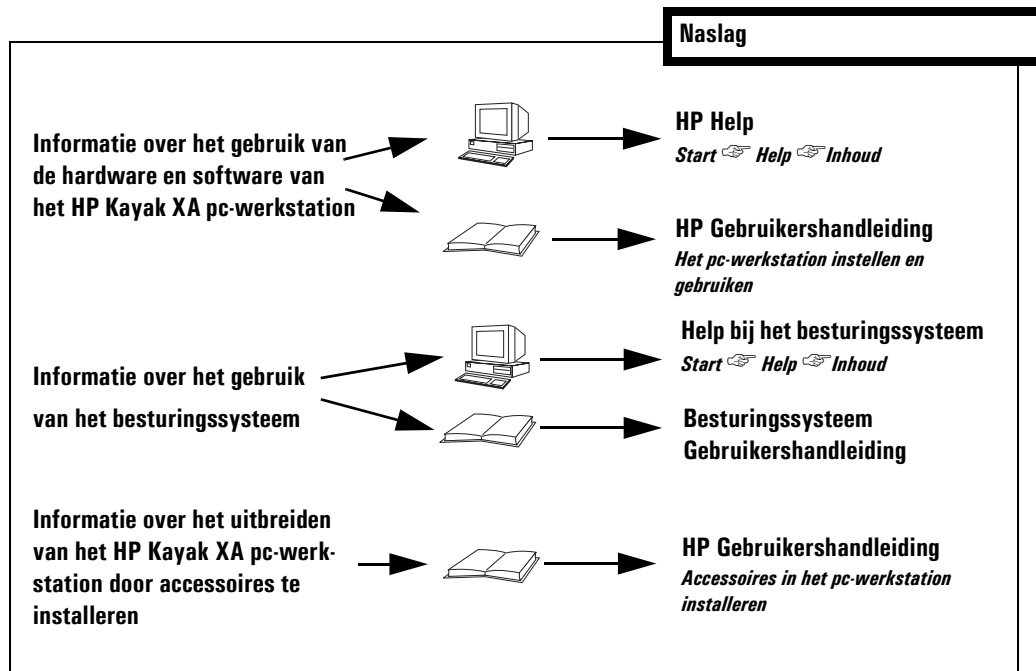 Naslag
Informatie over het gebruik van
de hardware en software van
het HP Kayak XA pc-werkstation
HP Help
Start ☞ Help ☞ Inhoud
HP Gebruikershandleiding
Het pc-werkstation instellen en
gebruiken
Informatie over het gebruik
van het besturingssysteem
Help bij het besturingssysteem
Start ☞ Help ☞ Inhoud
Besturingssysteem
Gebruikershandleiding
Informatie over het uitbreiden
van het HP Kayak XA pc-werk-
station door accessoires te
installeren
HP Gebruikershandleiding
Accessoires in het pc-werkstation
installeren